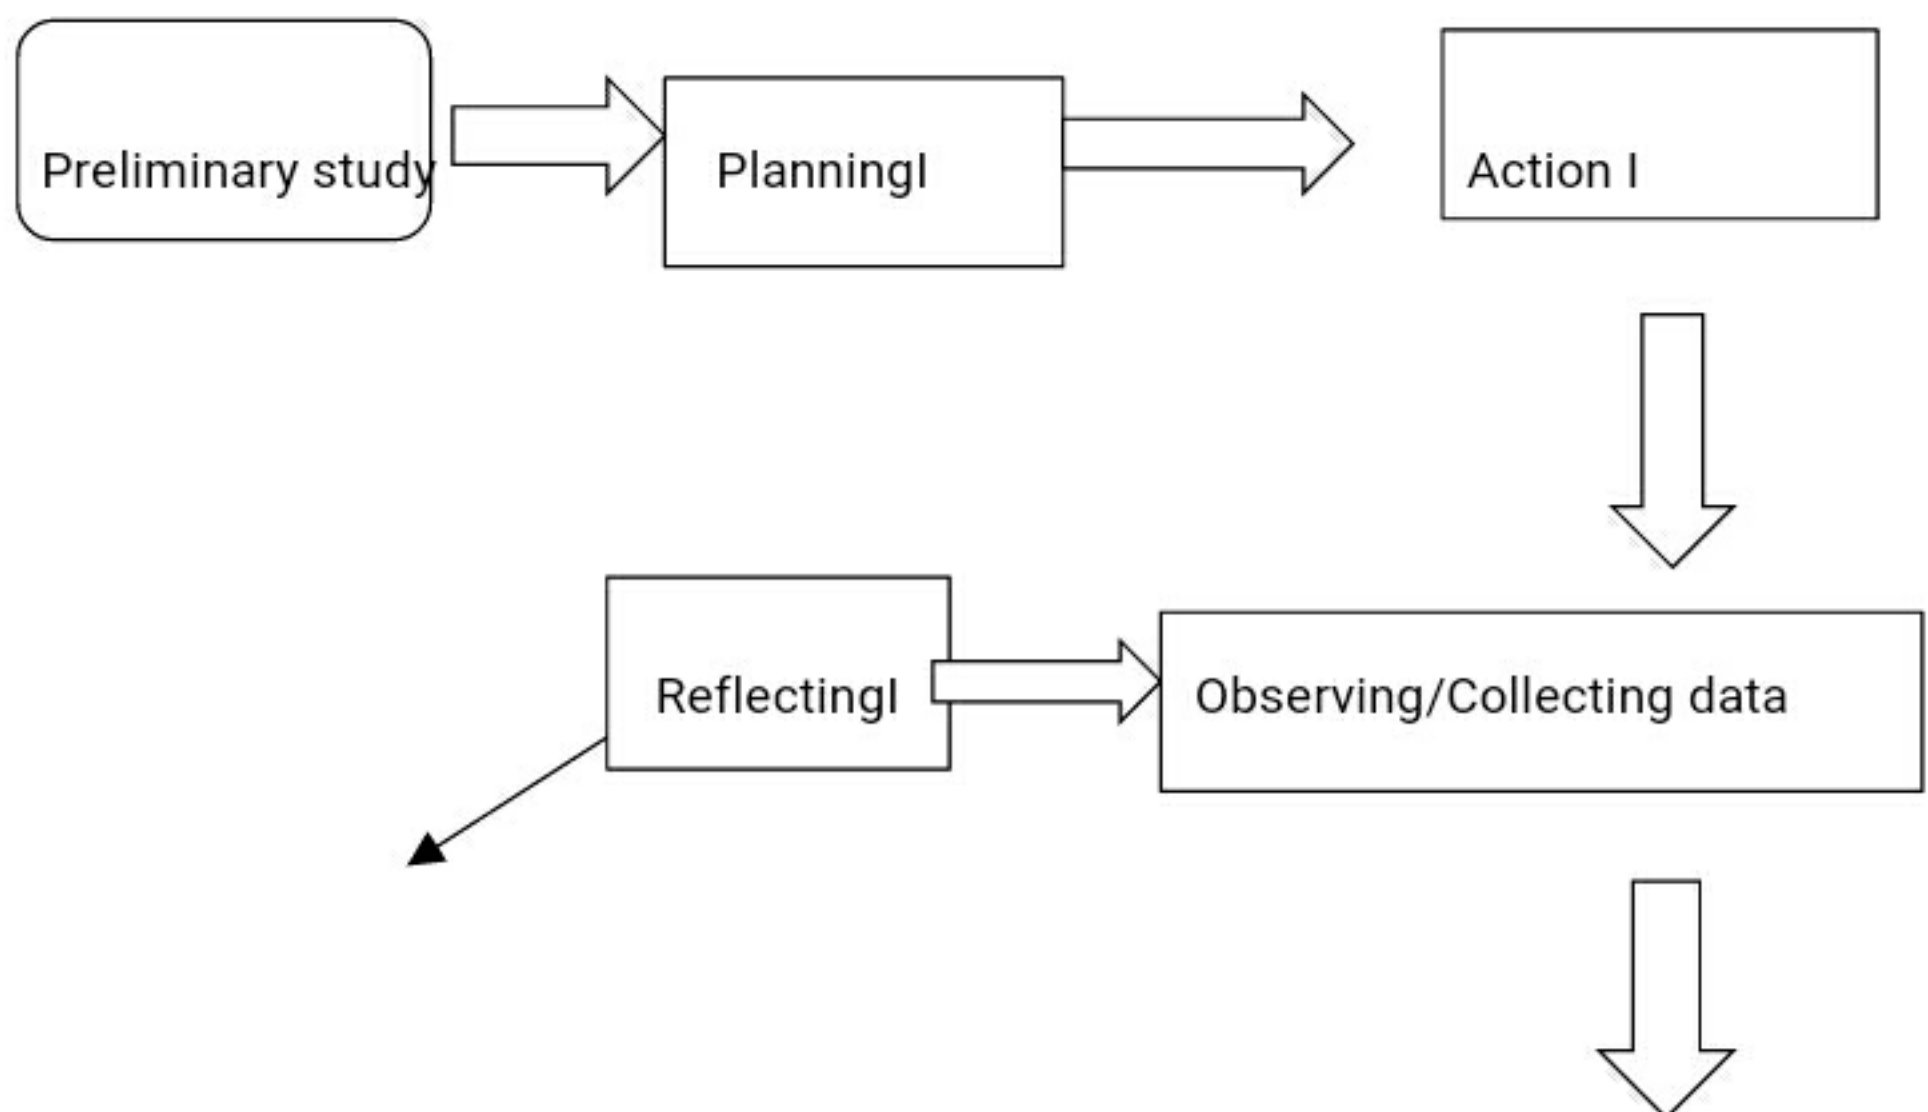 Preliminary study
PlanningI
Action I
ReflectingI
Observing/Collecting data